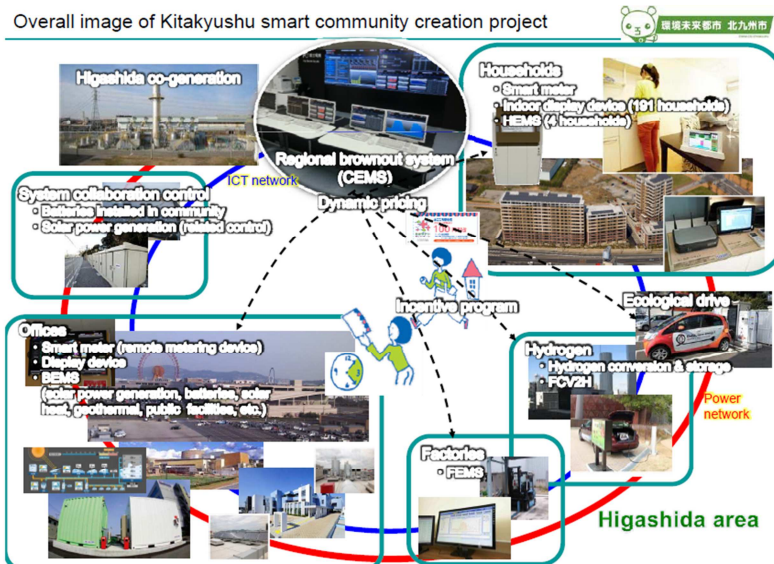 Overall image of Kitakyushu smart community creation project
環境未来都市 北九州市
Higashida co-generation
Regional brownout system
(CEMS)
Dynamic pricing
ICT network
Households
・Smart meter
・Indoor display device (191 households)
・HEMS (4 households)
System collaboration control
・Batteries installed in community
・Solar power generation (related control)
Incentive program
Ecological drive
Offices
・Smart meter (remote metering device)
・Display device
・BEMS
(solar power generation, batteries, solar
heat, geothermal, public facilities, etc.)
Hydrogen
・Hydrogen conversion & storage
・FCV2H
Power
network
Factories
・FEMS
Higashida area